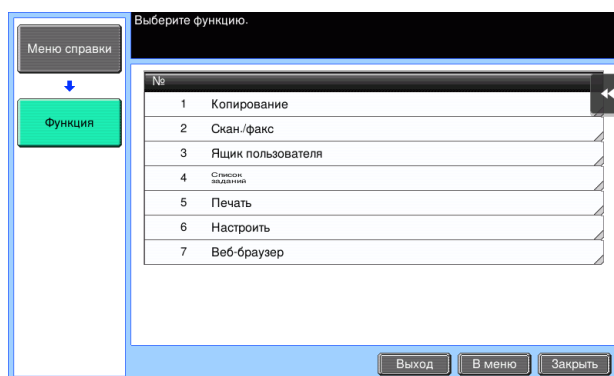 Выберите функцию.
Меню справки
Функция
№
1 Копирование
2 Скан./факс
3 Ящик пользователя
4 Список
заданий
5 Печать
6 Настроить
7 Веб-браузер
Выход В меню Закрыть